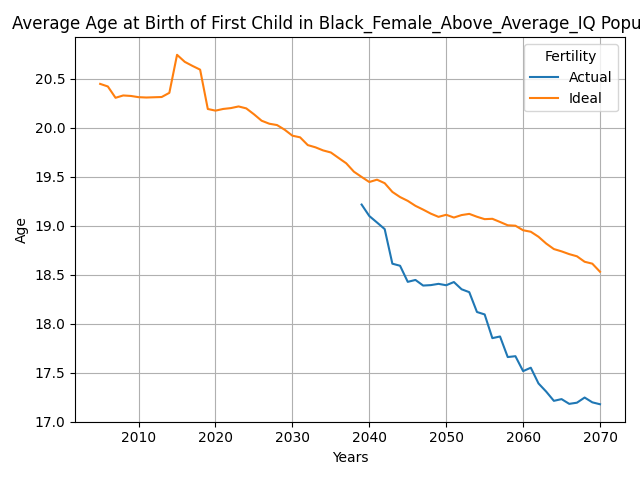 Average Age at Birth of First Child in Black_Female_Above_Average_IQ Popu
Fertility
Actual
Ideal
20.5
20.0
19.5
19.0
18.5
18.0
17.5
17.0
Age
2010 2020 2030 2040 2050 2060 2070
Years